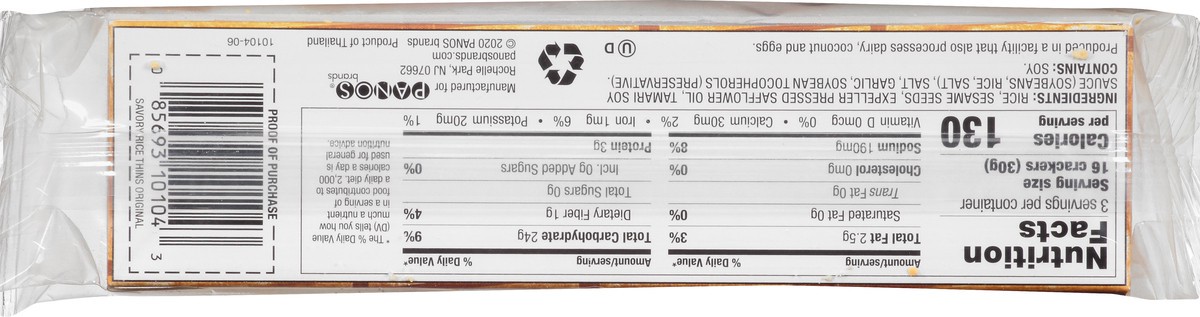 Nutrition
Facts
3 servings per container
Serving size
16 crackers (30g)
Calories
per serving
130
Amount/serving % Daily Value*
Total Fat 2.5g 3%
Saturated Fat 0g 0%
Trans Fat 0g
Cholesterol 0mg 0%
Sodium 190mg 8%
Amount/serving % Daily Value*
Total Carbohydrate 24g 9%
Dietary Fiber 1g 4%
Total Sugars 0g
Incl. 0g Added Sugars 0%
Protein 3g
Vitamin D 0mcg 0% • Calcium 30mg 2% • Iron 1mg 6% • Potassium 20mg 1%
* The % Daily Value
(DV) tells you how
much a nutrient
in a serving of
food contributes to
a daily diet. 2,000
calories a day is
used for general
nutrition advice.
INGREDIENTS: RICE, SESAME SEEDS, EXPELLER PRESSED SAFFLOWER OIL, TAMARI SOY
SAUCE (SOYBEANS, RICE, SALT), SALT, GARLIC, SOYBEAN TOCOPHEROLS (PRESERVATIVE).
CONTAINS: SOY.
Produced in a facility that also processes dairy, coconut and eggs.
U D
Manufactured for PANOS brands®
Rochelle Park, NJ 07662
panosbrands.com
© 2020 PANOS Brands Product of Thailand
10104-06
PROOF OF PURCHASE
0 85693 10104 3
SAVORY RICE THINS ORIGINAL